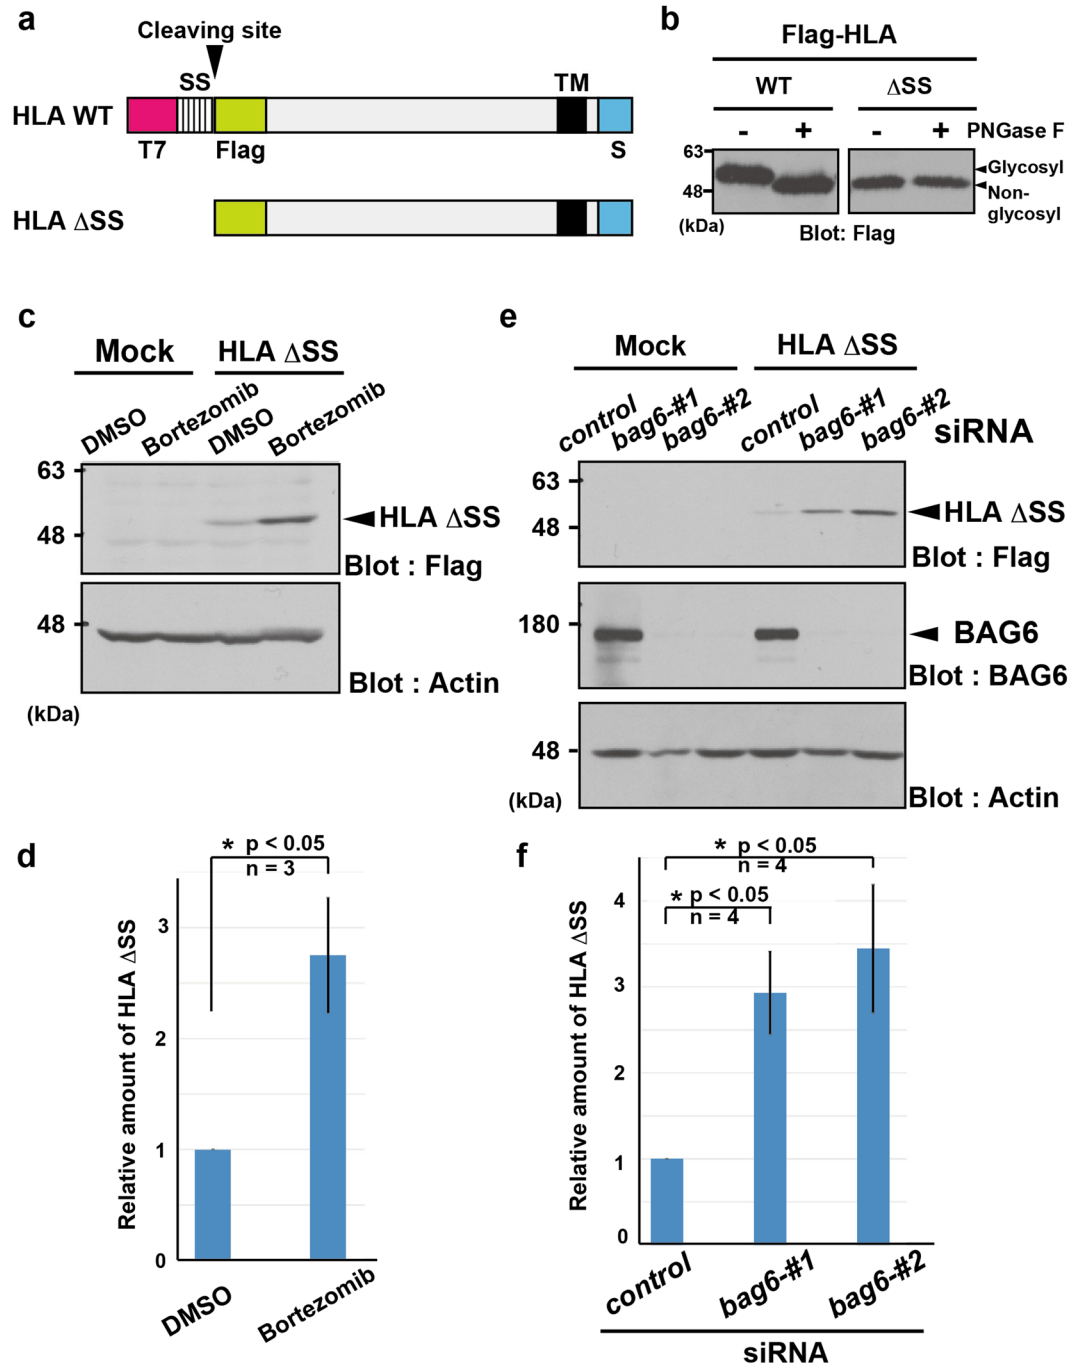 a
Cleaving site
SS
TM
HLA WT
T7
Flag
S
HLA ΔSS
b
Flag-HLA
WT
ΔSS
- + - + PNGase F
63
48
(kDa)
Glycosyl
Non-
glycosyl
Blot: Flag
c
Mock
HLA ΔSS
DMSO
Bortezomib
DMSO
Bortezomib
63
48
HLA ΔSS
Blot : Flag
48
Blot : Actin
(kDa)
e
Mock
HLA ΔSS
control
bag6-#1
bag6-#2
control
bag6-#1
bag6-#2
siRNA
63
48
HLA ΔSS
Blot : Flag
180
BAG6
Blot : BAG6
48
(kDa)
Blot : Actin
d
* p < 0.05
n = 3
Relative amount of HLA ΔSS
3
2
1
0
DMSO
Bortezomib
f
* p < 0.05
n = 4
* p < 0.05
n = 4
Relative amount of HLA ΔSS
4
3
2
1
0
control
bag6-#1
bag6-#2
siRNA